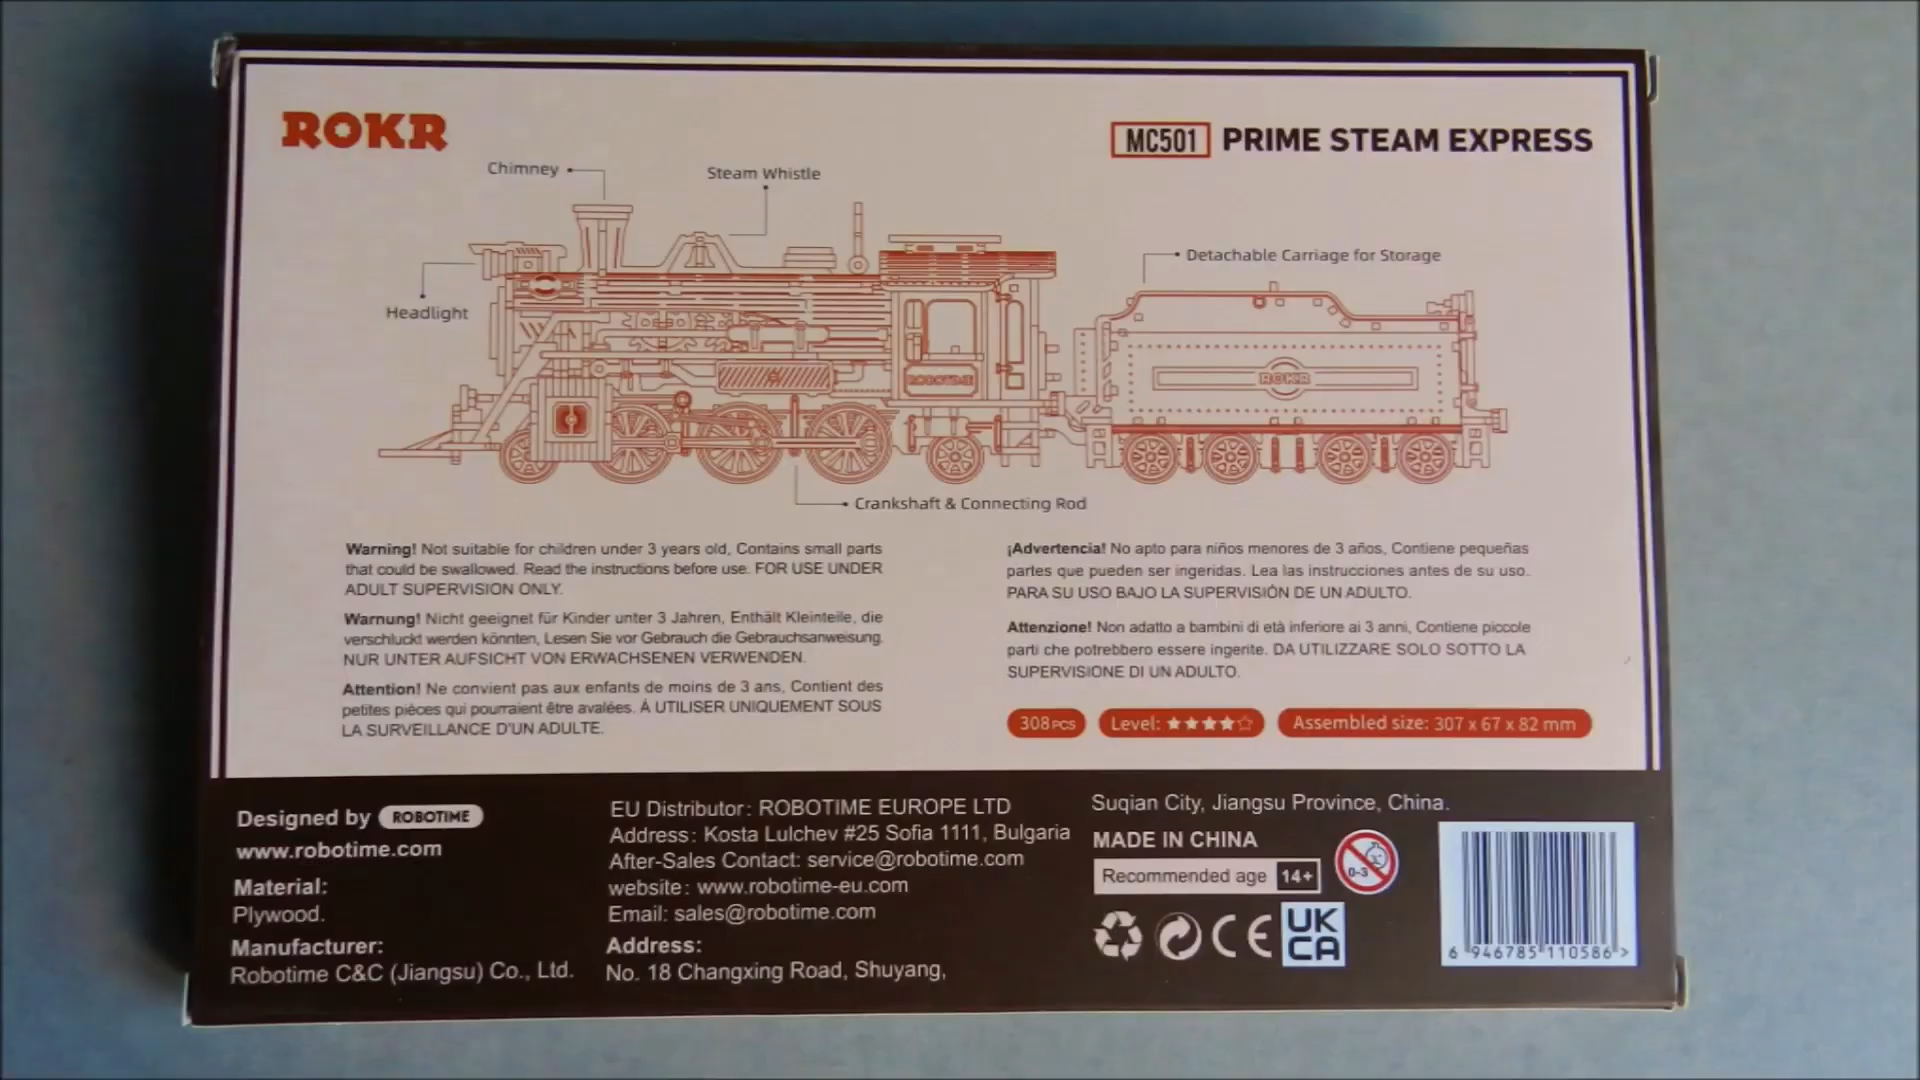 ROKR
MC501 PRIME STEAM EXPRESS
Chimney
Steam Whistle
Headlight
Detachable Carriage for Storage
ROBOTIME
ROKR
Crankshaft & Connecting Rod
Warning! Not suitable for children under 3 years old, Contains small parts
that could be swallowed. Read the instructions before use. FOR USE UNDER
ADULT SUPERVISION ONLY.
Warnung! Nicht geeignet für Kinder unter 3 Jahren, Enthält Kleinteile, die
verschluckt werden könnten, Lesen Sie vor Gebrauch die Gebrauchsanweisung.
NUR UNTER AUFSICHT VON ERWACHSENEN VERWENDEN.
Attention! Ne convient pas aux enfants de moins de 3 ans, Contient des
petites pièces qui pourraient être avalées. À UTILISER UNIQUEMENT SOUS
LA SURVEILLANCE D'UN ADULTE.
¡Advertencia! No apto para niños menores de 3 años, Contiene pequeñas
partes que pueden ser ingeridas. Lea las instrucciones antes de su uso.
PARA SU USO BAJO LA SUPERVISIÓN DE UN ADULTO.
Attenzione! Non adatto a bambini di età inferiore ai 3 anni, Contiene piccole
parti che potrebbero essere ingerite. DA UTILIZZARE SOLO SOTTO LA
SUPERVISIONE DI UN ADULTO.
308PCS Level: ★★★★☆ Assembled size: 307 x 67 x 82 mm
Designed by ROBOTIME
www.robotime.com
Material:
Plywood.
Manufacturer:
Robotime C&C (Jiangsu) Co., Ltd.
EU Distributor: ROBOTIME EUROPE LTD
Address: Kosta Lulchev #25 Sofia 1111, Bulgaria
After-Sales Contact: service@robotime.com
website: www.robotime-eu.com
Email: sales@robotime.com
Address:
No. 18 Changxing Road, Shuyang,
Suqian City, Jiangsu Province, China.
MADE IN CHINA
Recommended age 14+
0-3
CE
UK
CA
6 946785 110586 >